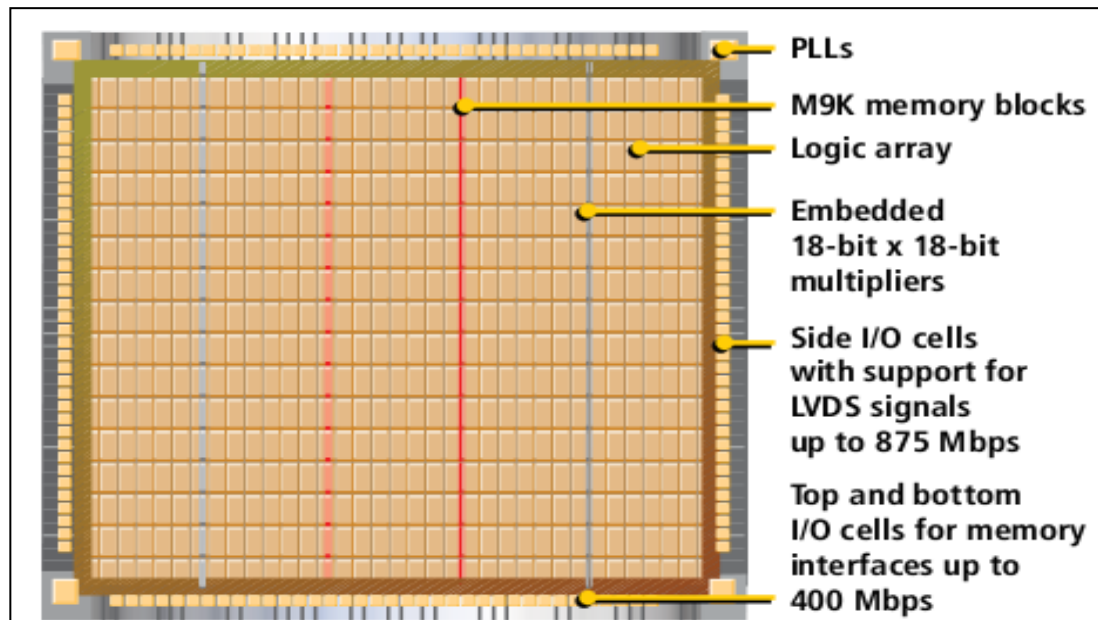 PLLs
M9K memory blocks
Logic array
Embedded
18-bit x 18-bit
multipliers
Side I/O cells
with support for
LVDS signals
up to 875 Mbps
Top and bottom
I/O cells for memory
interfaces up to
400 Mbps